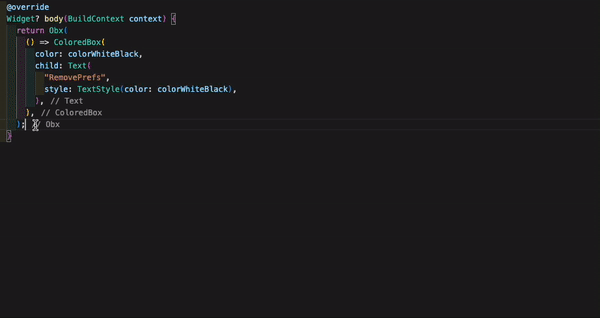 @override
Widget? body(BuildContext context) {
return Obx(
() => ColoredBox(
color: colorWhiteBlack,
child: Text(
"RemovePrefs",
style: TextStyle(color: colorWhiteBlack),
), // Text
), // ColoredBox
); // Obx
}